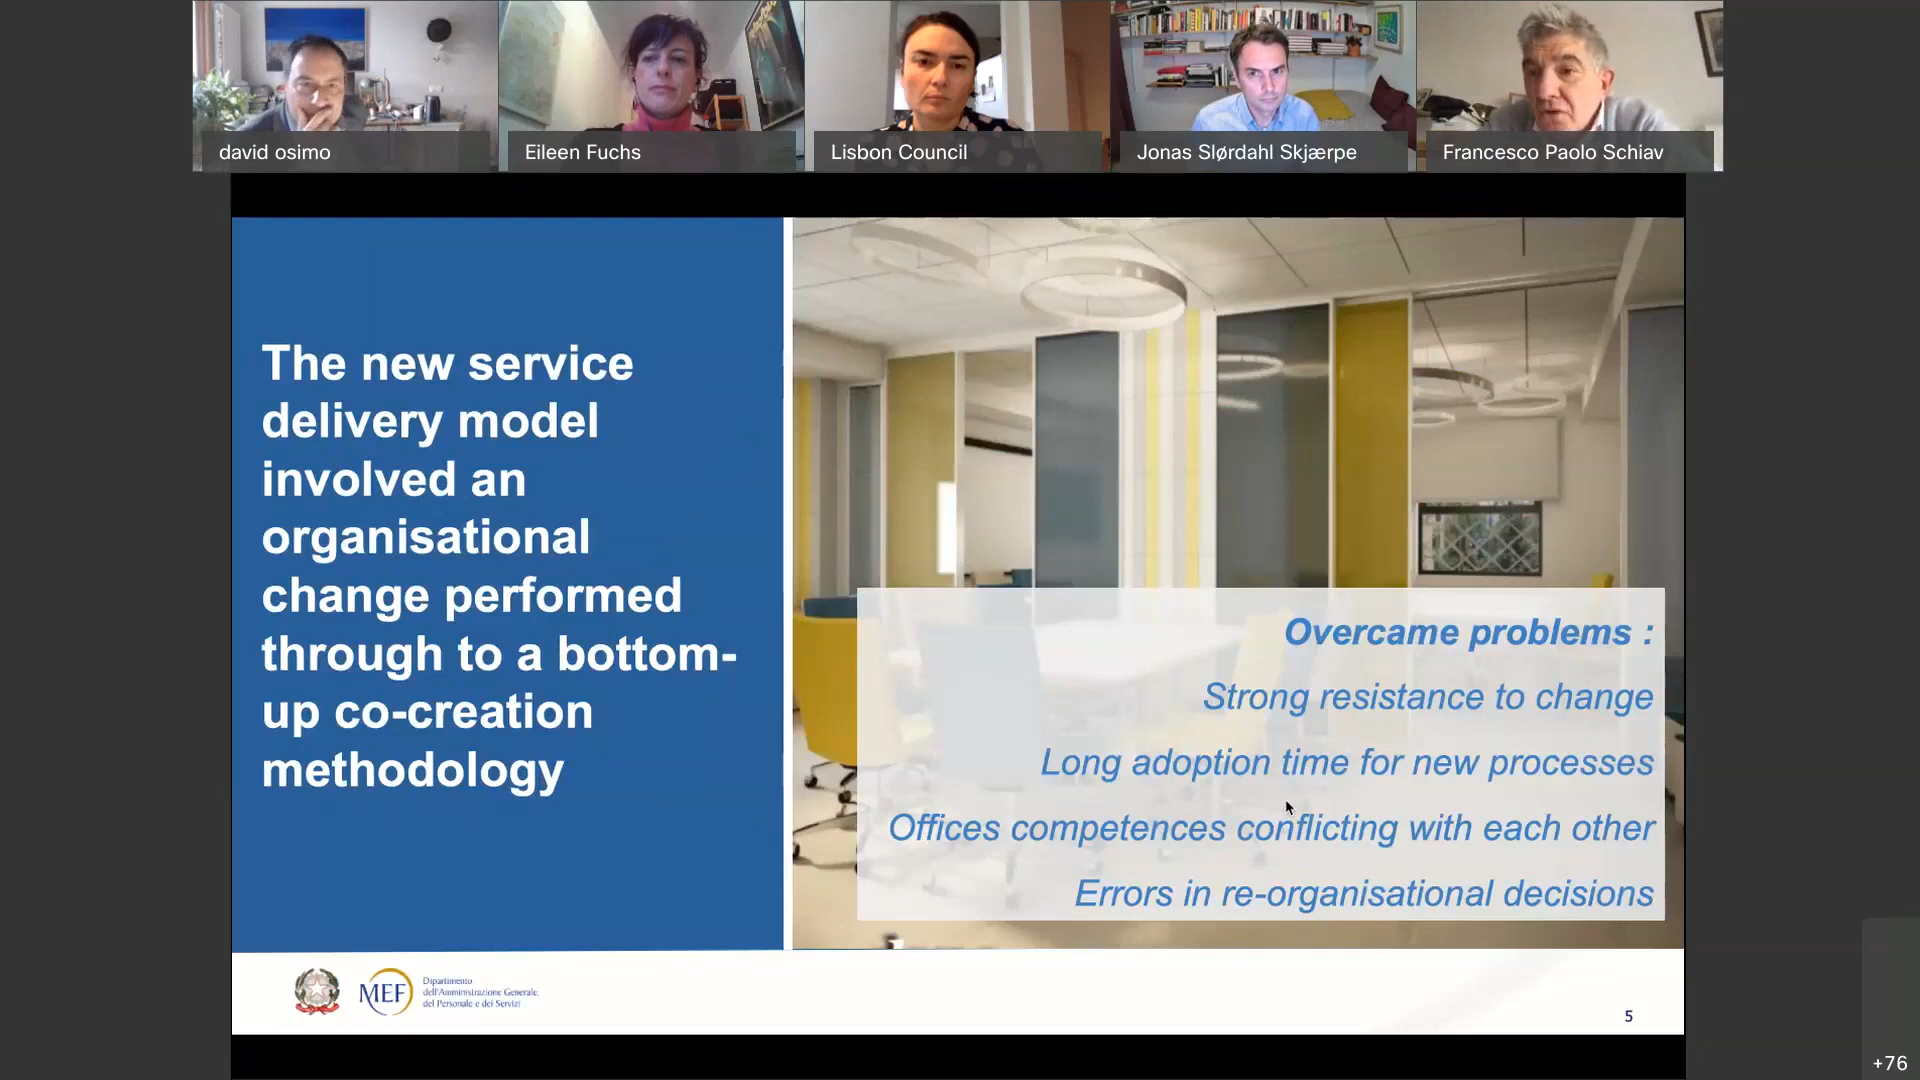 david osimo
Eileen Fuchs
Lisbon Council
Jonas Slørdahl Skjærpe
Francesco Paolo Schiav
The new service
delivery model
involved an
organisational
change performed
through to a bottom-
up co-creation
methodology
Overcame problems :
Strong resistance to change
Long adoption time for new processes
Offices competences conflicting with each other
Errors in re-organisational decisions
MEF
Dipartimento
dell'Amministrazione Generale,
del Personale e dei Servizi
5
+76